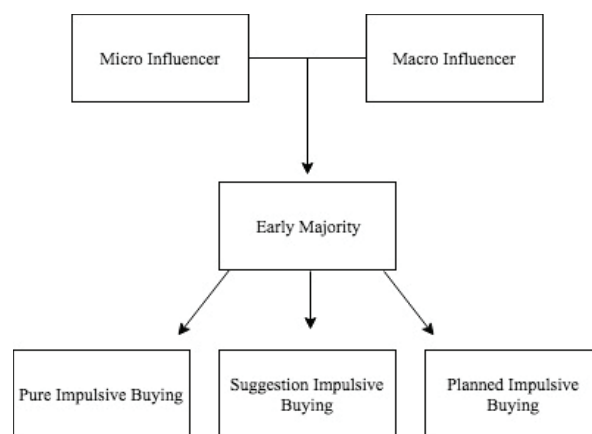 Micro Influencer
Macro Influencer
Early Majority
Pure Impulsive Buying
Suggestion Impulsive
Buying
Planned Impulsive
Buying